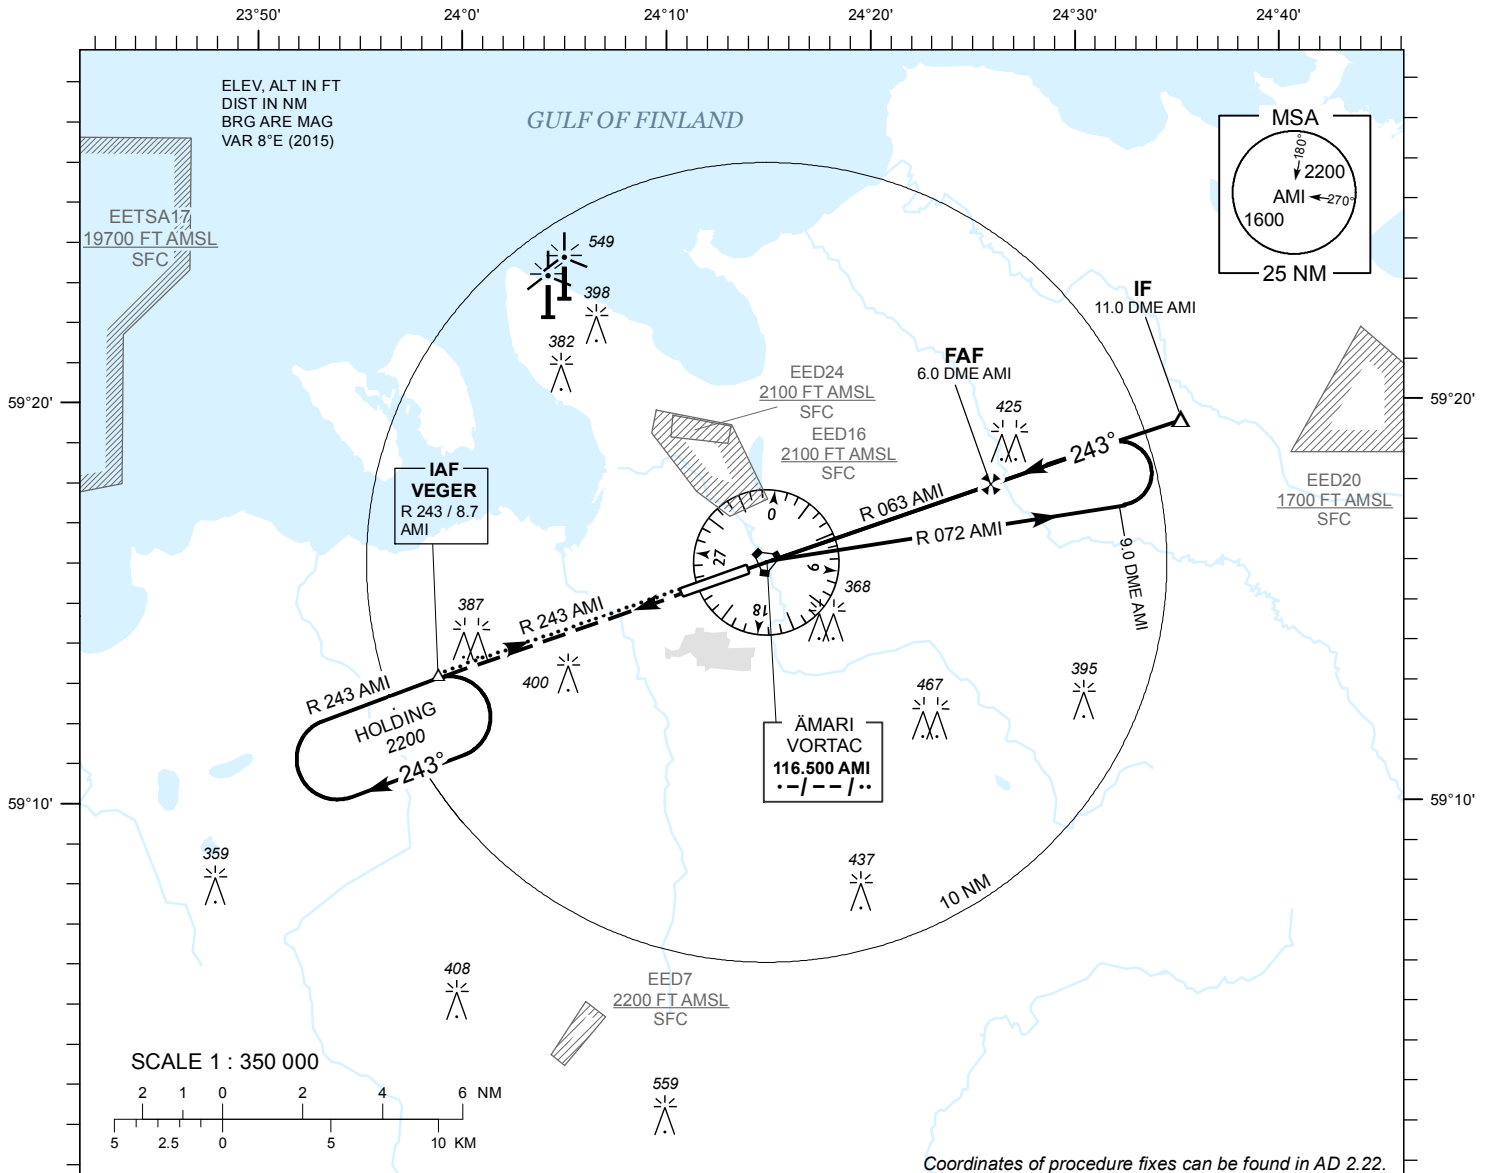 23°50'
24°0'
24°10'
24°20'
24°30'
24°40'
ELEV, ALT IN FT
DIST IN NM
BRG ARE MAG
VAR 8°E (2015)
GULF OF FINLAND
MSA
180°
2200
AMI
270°
1600
25 NM
EETSA17
19700 FT AMSL
SFC
549
398
382
IF
11.0 DME AMI
FAF
6.0 DME AMI
EED24
2100 FT AMSL
SFC
EED16
2100 FT AMSL
SFC
425
59°20'
59°20'
243°
EED20
1700 FT AMSL
SFC
IAF
VEGER
R 243 / 8.7
AMI
R 063 AMI
R 072 AMI
9.0 DME AMI
0
9
18
27
368
387
R 243 AMI
400
R 243 AMI
HOLDING
2200
243°
467
395
ÄMARI
VORTAC
116.500 AMI
59°10'
59°10'
359
437
10 NM
408
EED7
2200 FT AMSL
SFC
559
SCALE 1 : 350 000
2 1 0 2 4 6 NM
5 2.5 0 5 10 KM
Coordinates of procedure fixes can be found in AD 2.22.